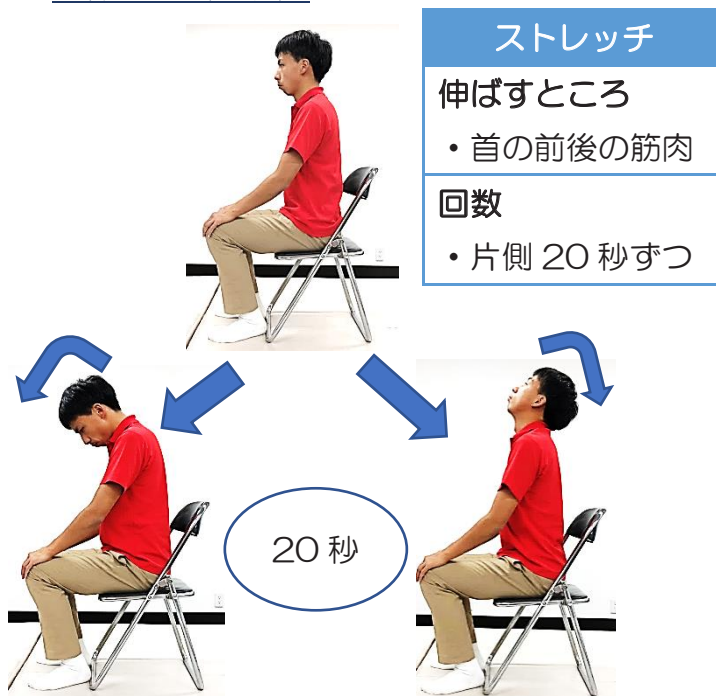 ストレッチ
伸ばすところ
・首の前後の筋肉
回数
・片側 20 秒ずつ
20 秒